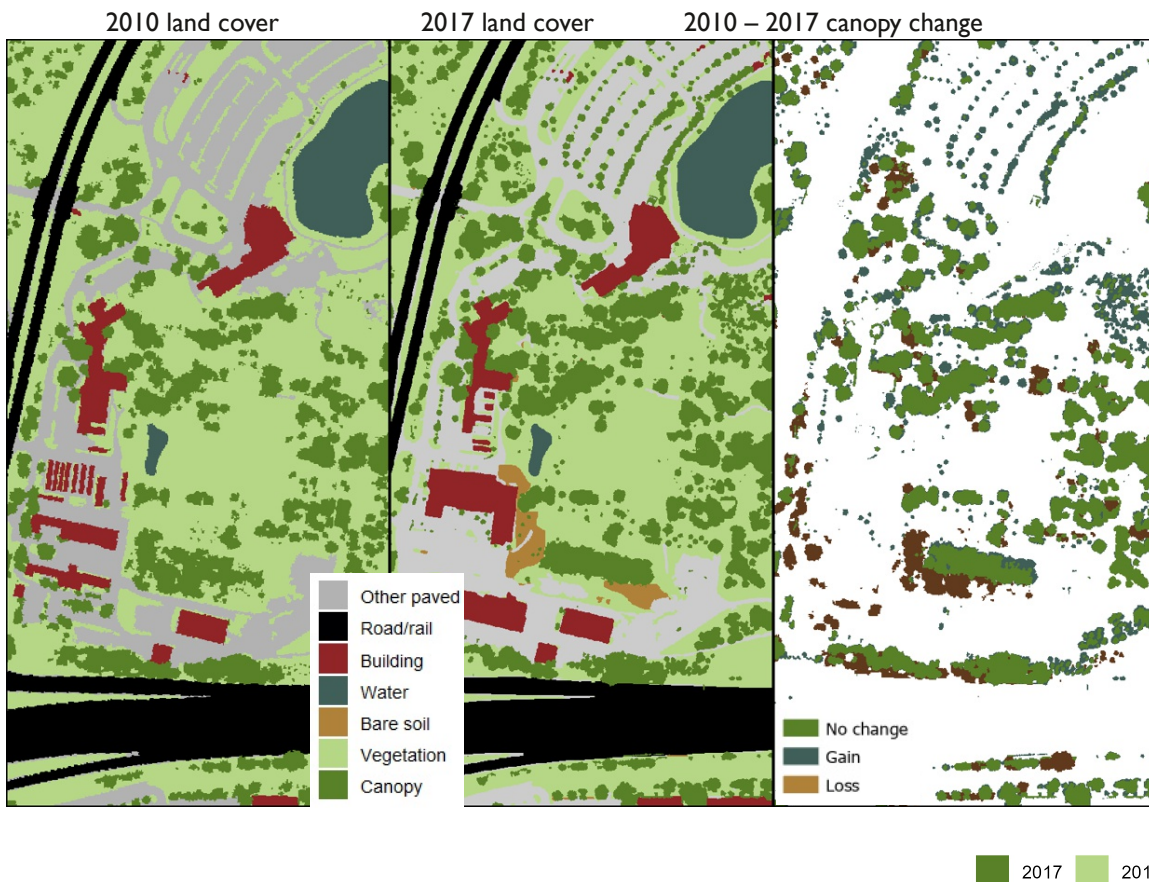 2010 land cover
2017 land cover
2010 – 2017 canopy change
Other paved
Road/rail
Building
Water
Bare soil
Vegetation
Canopy
No change
Gain
Loss
2017
201